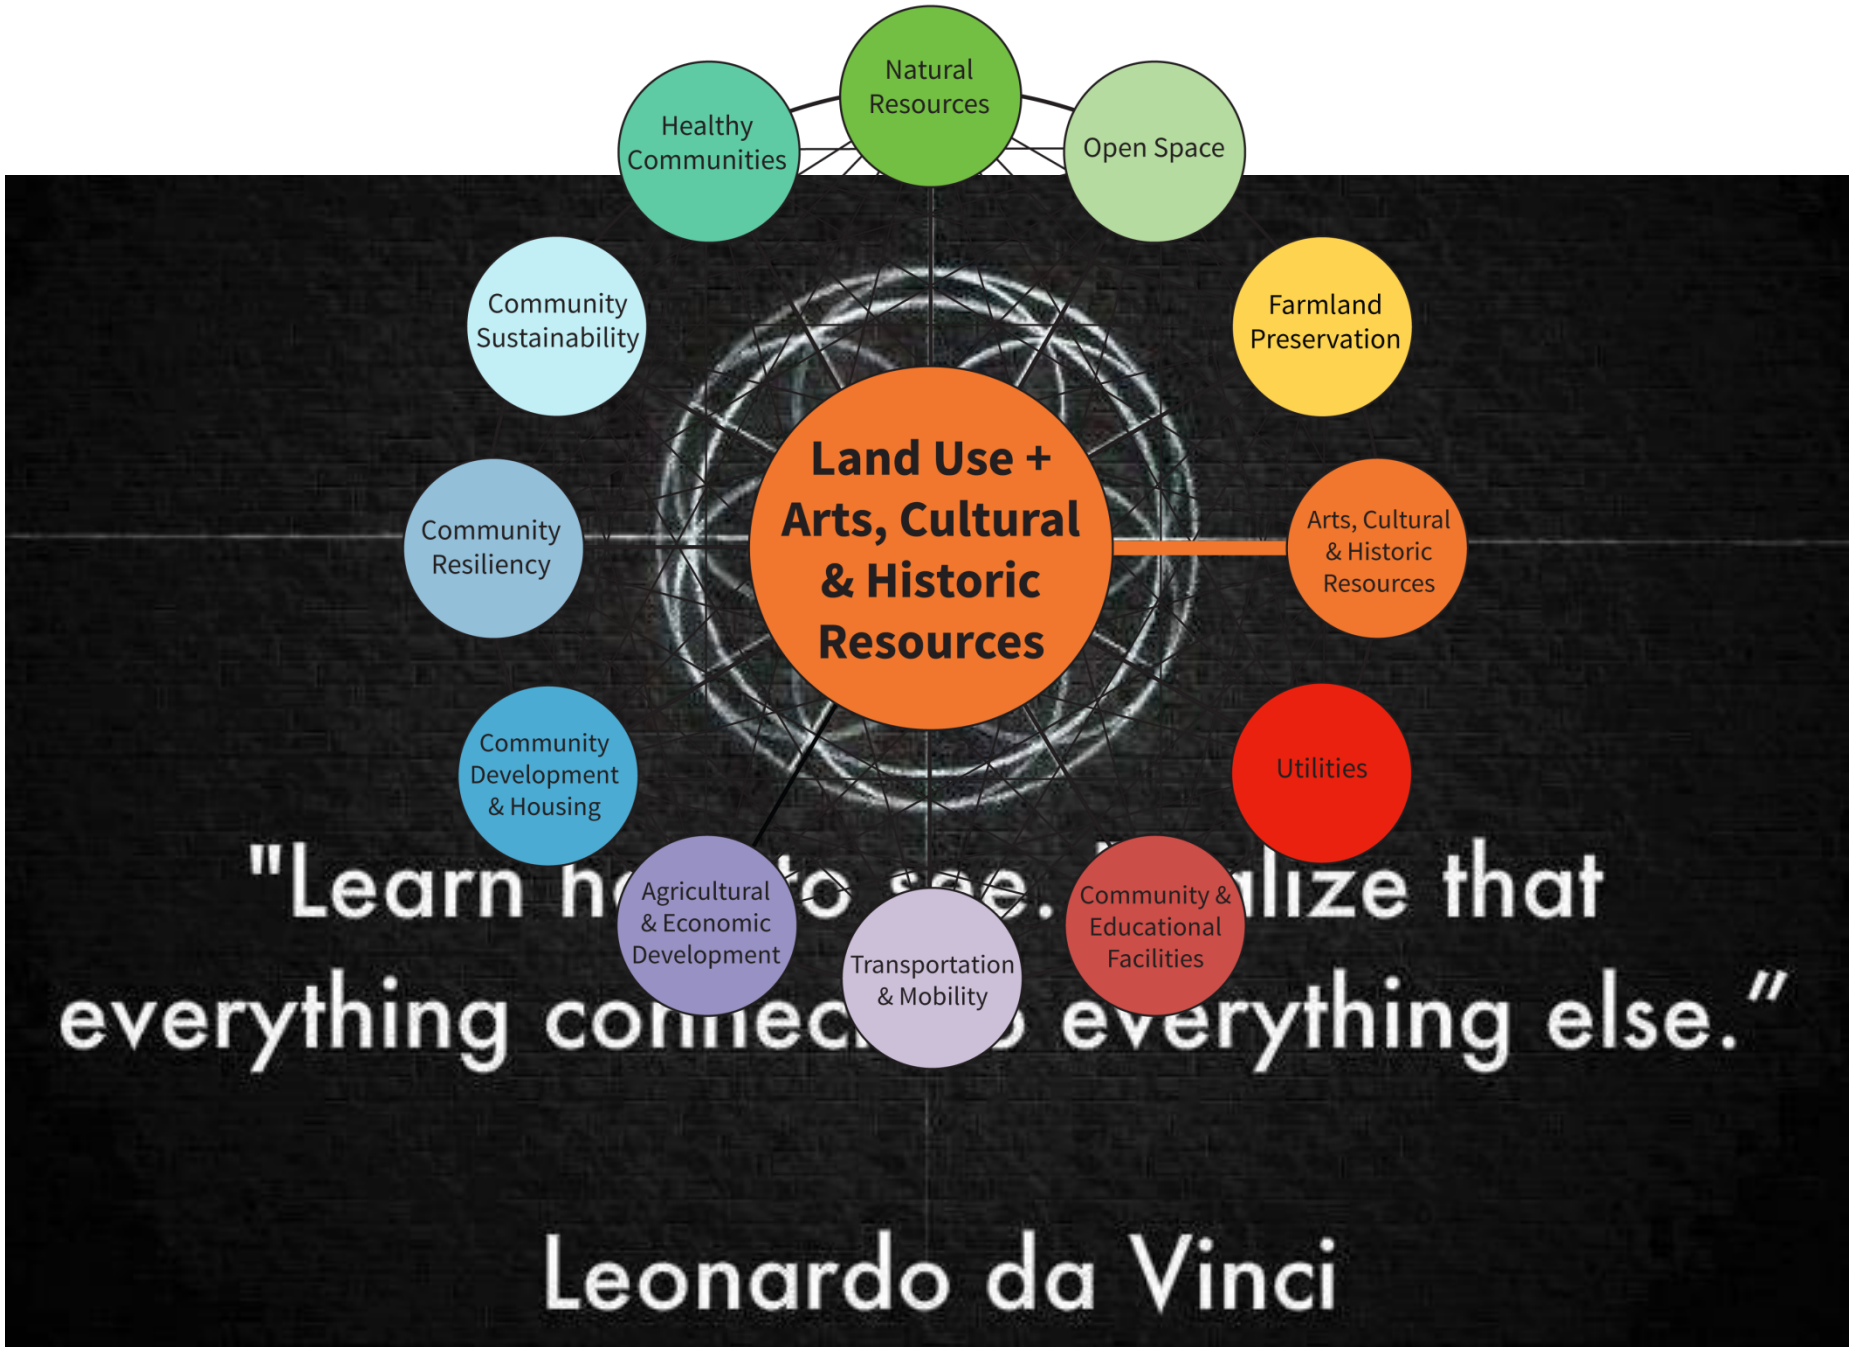 Natural
Resources
Healthy
Communities
Open Space
Community
Sustainability
Farmland
Preservation
Land Use +
Arts, Cultural
& Historic
Resources
Community
Resiliency
Arts, Cultural
& Historic
Resources
Community
Development
& Housing
Utilities
Agricultural
& Economic
Development
Transportation
& Mobility
Community &
Educational
Facilities
"Learn to see. that
everything everything else.”
Leonardo da Vinci